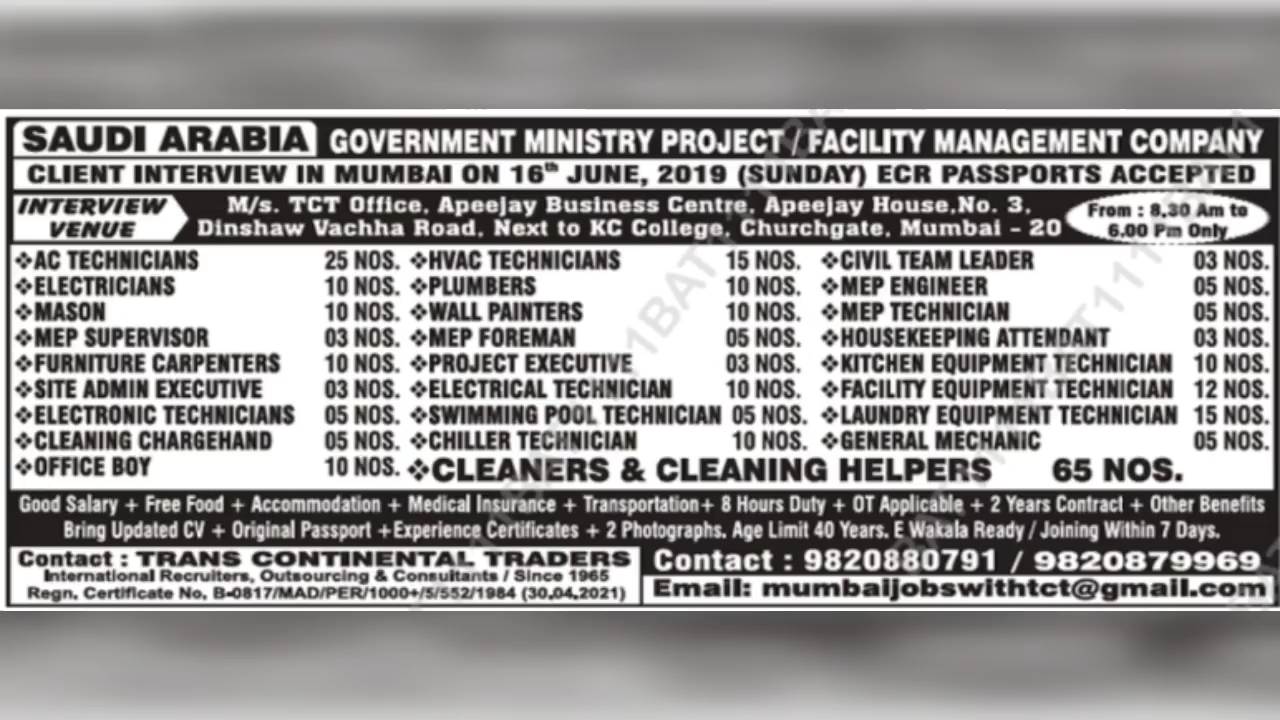 SAUDI ARABIA GOVERNMENT MINISTRY PROJECT / FACILITY MANAGEMENT COMPANY
CLIENT INTERVIEW IN MUMBAI ON 16th JUNE, 2019 (SUNDAY) ECR PASSPORTS ACCEPTED
INTERVIEW VENUE
M/s. TCT Office, Apeejay Business Centre, Apeejay House,No. 3,
Dinshaw Vachha Road, Next to KC College, Churchgate, Mumbai - 20
From : 8.30 Am to
6.00 Pm Only
❖AC TECHNICIANS 25 NOS. ❖HVAC TECHNICIANS 15 NOS. ❖CIVIL TEAM LEADER 03 NOS.
❖ELECTRICIANS 10 NOS. ❖PLUMBERS 10 NOS. ❖MEP ENGINEER 05 NOS.
❖MASON 10 NOS. ❖WALL PAINTERS 10 NOS. ❖MEP TECHNICIAN 05 NOS.
❖MEP SUPERVISOR 03 NOS. ❖MEP FOREMAN 05 NOS. ❖HOUSEKEEPING ATTENDANT 03 NOS.
❖FURNITURE CARPENTERS 10 NOS. ❖PROJECT EXECUTIVE 03 NOS. ❖KITCHEN EQUIPMENT TECHNICIAN 10 NOS.
❖SITE ADMIN EXECUTIVE 03 NOS. ❖ELECTRICAL TECHNICIAN 10 NOS. ❖FACILITY EQUIPMENT TECHNICIAN 12 NOS.
❖ELECTRONIC TECHNICIANS 05 NOS. ❖SWIMMING POOL TECHNICIAN 05 NOS. ❖LAUNDRY EQUIPMENT TECHNICIAN 15 NOS.
❖CLEANING CHARGEHAND 05 NOS. ❖CHILLER TECHNICIAN 10 NOS. ❖GENERAL MECHANIC 05 NOS.
❖OFFICE BOY 10 NOS. ❖CLEANERS & CLEANING HELPERS 65 NOS.
Good Salary + Free Food + Accommodation + Medical Insurance + Transportation+ 8 Hours Duty + OT Applicable + 2 Years Contract + Other Benefits
Bring Updated CV + Original Passport +Experience Certificates + 2 Photographs. Age Limit 40 Years. E Wakala Ready / Joining Within 7 Days.
Contact : TRANS CONTINENTAL TRADERS
International Recruiters, Outsourcing & Consultants / Since 1965
Regn. Certificate No. B-0817/MAD/PER/1000+/5/552/1984 (30.04.2021)
Contact : 9820880791 / 9820879969
Email: mumbaijobswithtct@gmail.com